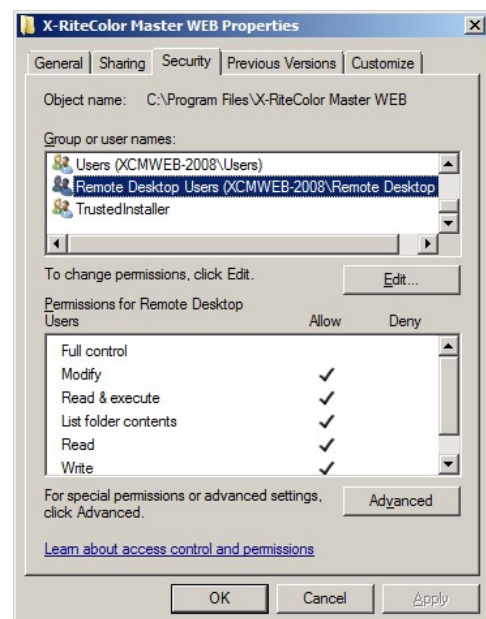 X-RiteColor Master WEB Properties
General Sharing Security Previous Versions Customize
Object name: C:\Program Files\X-RiteColor Master WEB
Group or user names:
Users (XCMWEB-2008\Users)
Remote Desktop Users (XCMWEB-2008\Remote Desktop
TrustedInstaller
To change permissions, click Edit.
Edit...
Permissions for Remote Desktop
Users Allow Deny
Full control
Modify
Read & execute
List folder contents
Read
Write
For special permissions or advanced settings,
click Advanced.
Advanced
Learn about access control and permissions
OK Cancel Apply